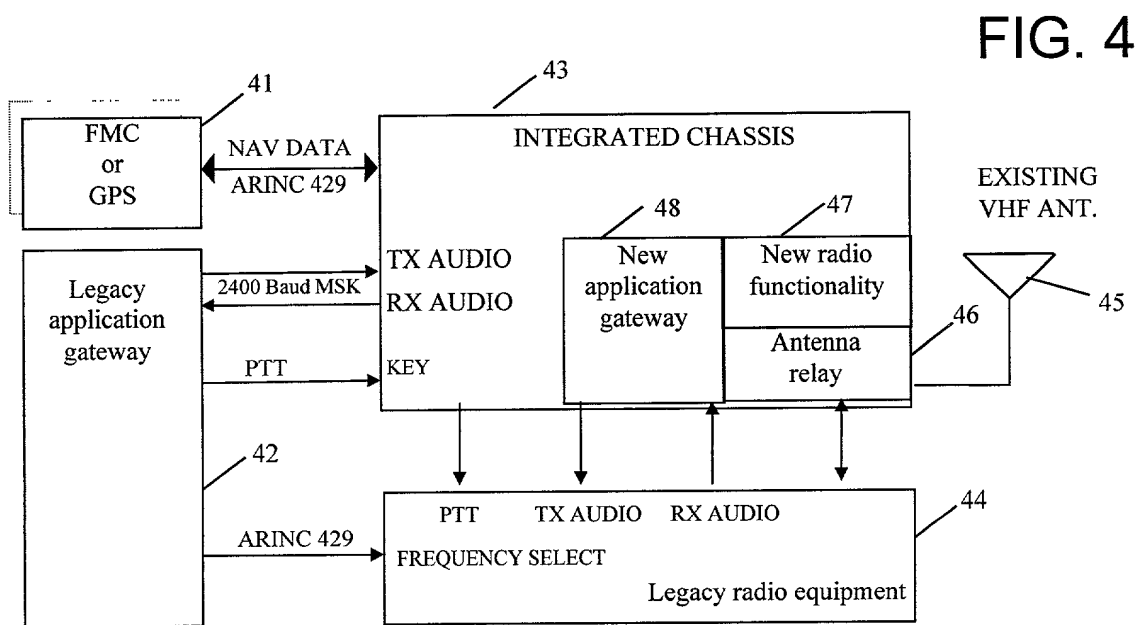 FIG. 4
41
43
FMC
or
GPS
NAV DATA
ARINC 429
INTEGRATED CHASSIS
EXISTING
VHF ANT.
48
47
New
application
gateway
New radio
functionality
45
46
Antenna
relay
Legacy
application
gateway
TX AUDIO
2400 Baud MSK
RX AUDIO
PTT
KEY
42
44
PTT
TX AUDIO
RX AUDIO
ARINC 429
FREQUENCY SELECT
Legacy radio equipment